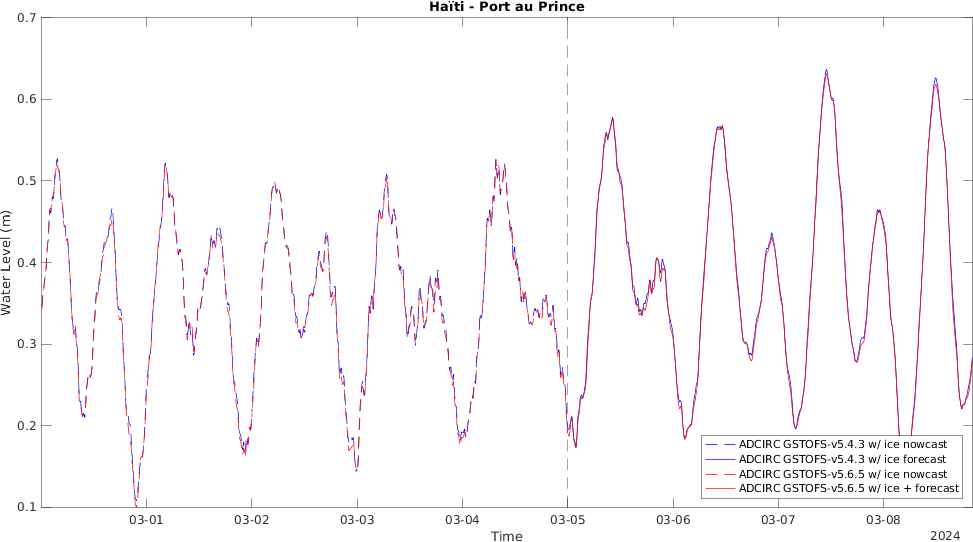 Haïti - Port au Prince
0.7
0.6
0.5
0.4
0.3
0.2
0.1
Water Level (m)
03-01 03-02 03-03 03-04 03-05 03-06 03-07 03-08
Time
2024
ADCIRC GSTOFS-v5.4.3 w/ ice nowcast
ADCIRC GSTOFS-v5.4.3 w/ ice forecast
ADCIRC GSTOFS-v5.6.5 w/ ice nowcast
ADCIRC GSTOFS-v5.6.5 w/ ice + forecast